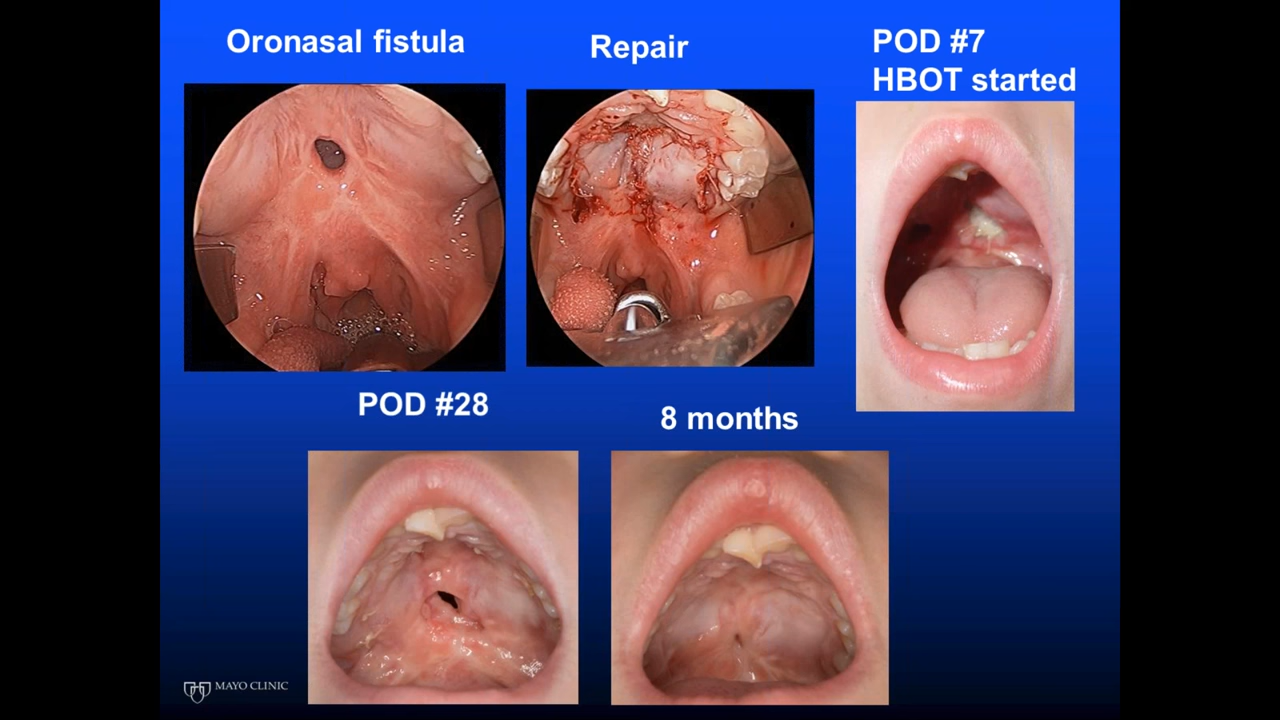 Oronasal fistula
Repair
POD #7
HBOT started
POD #28
8 months
MAYO CLINIC